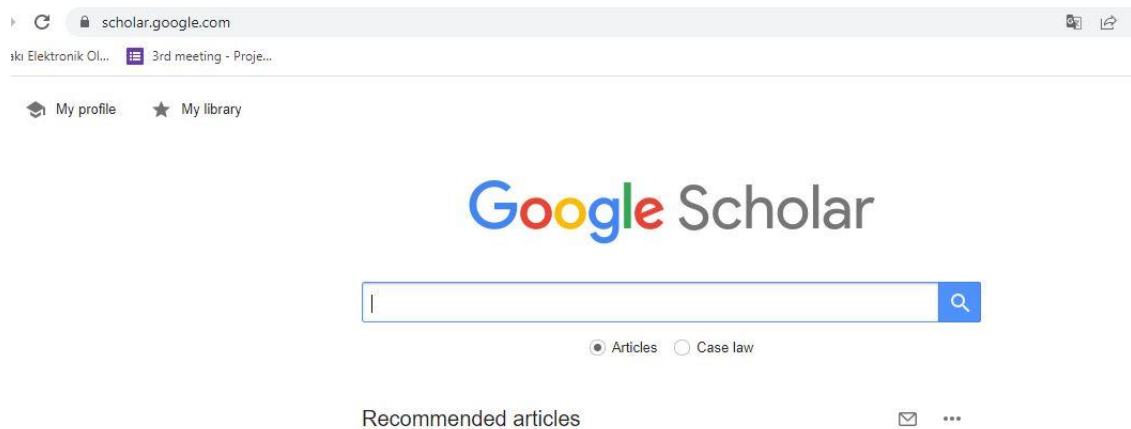 scholar.google.com
akı Elektronik Ol... 3rd meeting - Proje...
My profile My library
Google Scholar
Articles Case law
Recommended articles